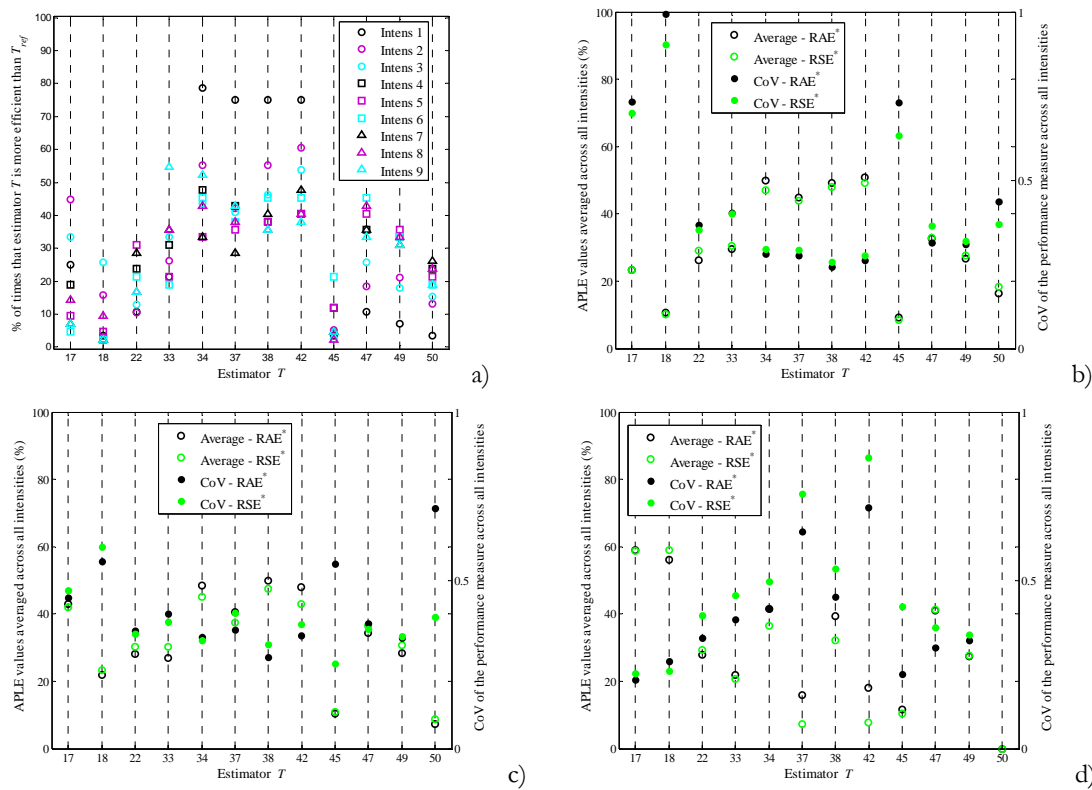 % of times that estimator T is more efficient than Tref
100
90
80
70
60
50
40
30
20
10
0
Intens 1
Intens 2
Intens 3
Intens 4
Intens 5
Intens 6
Intens 7
Intens 8
Intens 9
17 18 22 33 34 37 38 42 45 47 49 50
Estimator T
a)
APLE values averaged across all intensities (%)
100
80
60
40
20
0
Average - RAE*
Average - RSE*
CoV - RAE*
CoV - RSE*
1
0.5
0
CoV of the performance measure across all intensities
17 18 22 33 34 37 38 42 45 47 49 50
Estimator T
b)
APLE values averaged across all intensities (%)
100
80
60
40
20
0
Average - RAE*
Average - RSE*
CoV - RAE*
CoV - RSE*
1
0.5
0
CoV of the performance measure across all intensities
17 18 22 33 34 37 38 42 45 47 49 50
Estimator T
c)
APLE values averaged across all intensities (%)
100
80
60
40
20
0
Average - RAE*
Average - RSE*
CoV - RAE*
CoV - RSE*
1
0.5
0
CoV of the performance measure across all intensities
17 18 22 33 34 37 38 42 45 47 49 50
Estimator T
d)